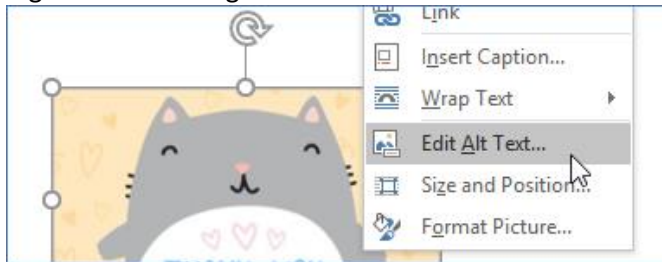 Link
Insert Caption...
Wrap Text
Edit Alt Text...
Size and Position...
Format Picture...